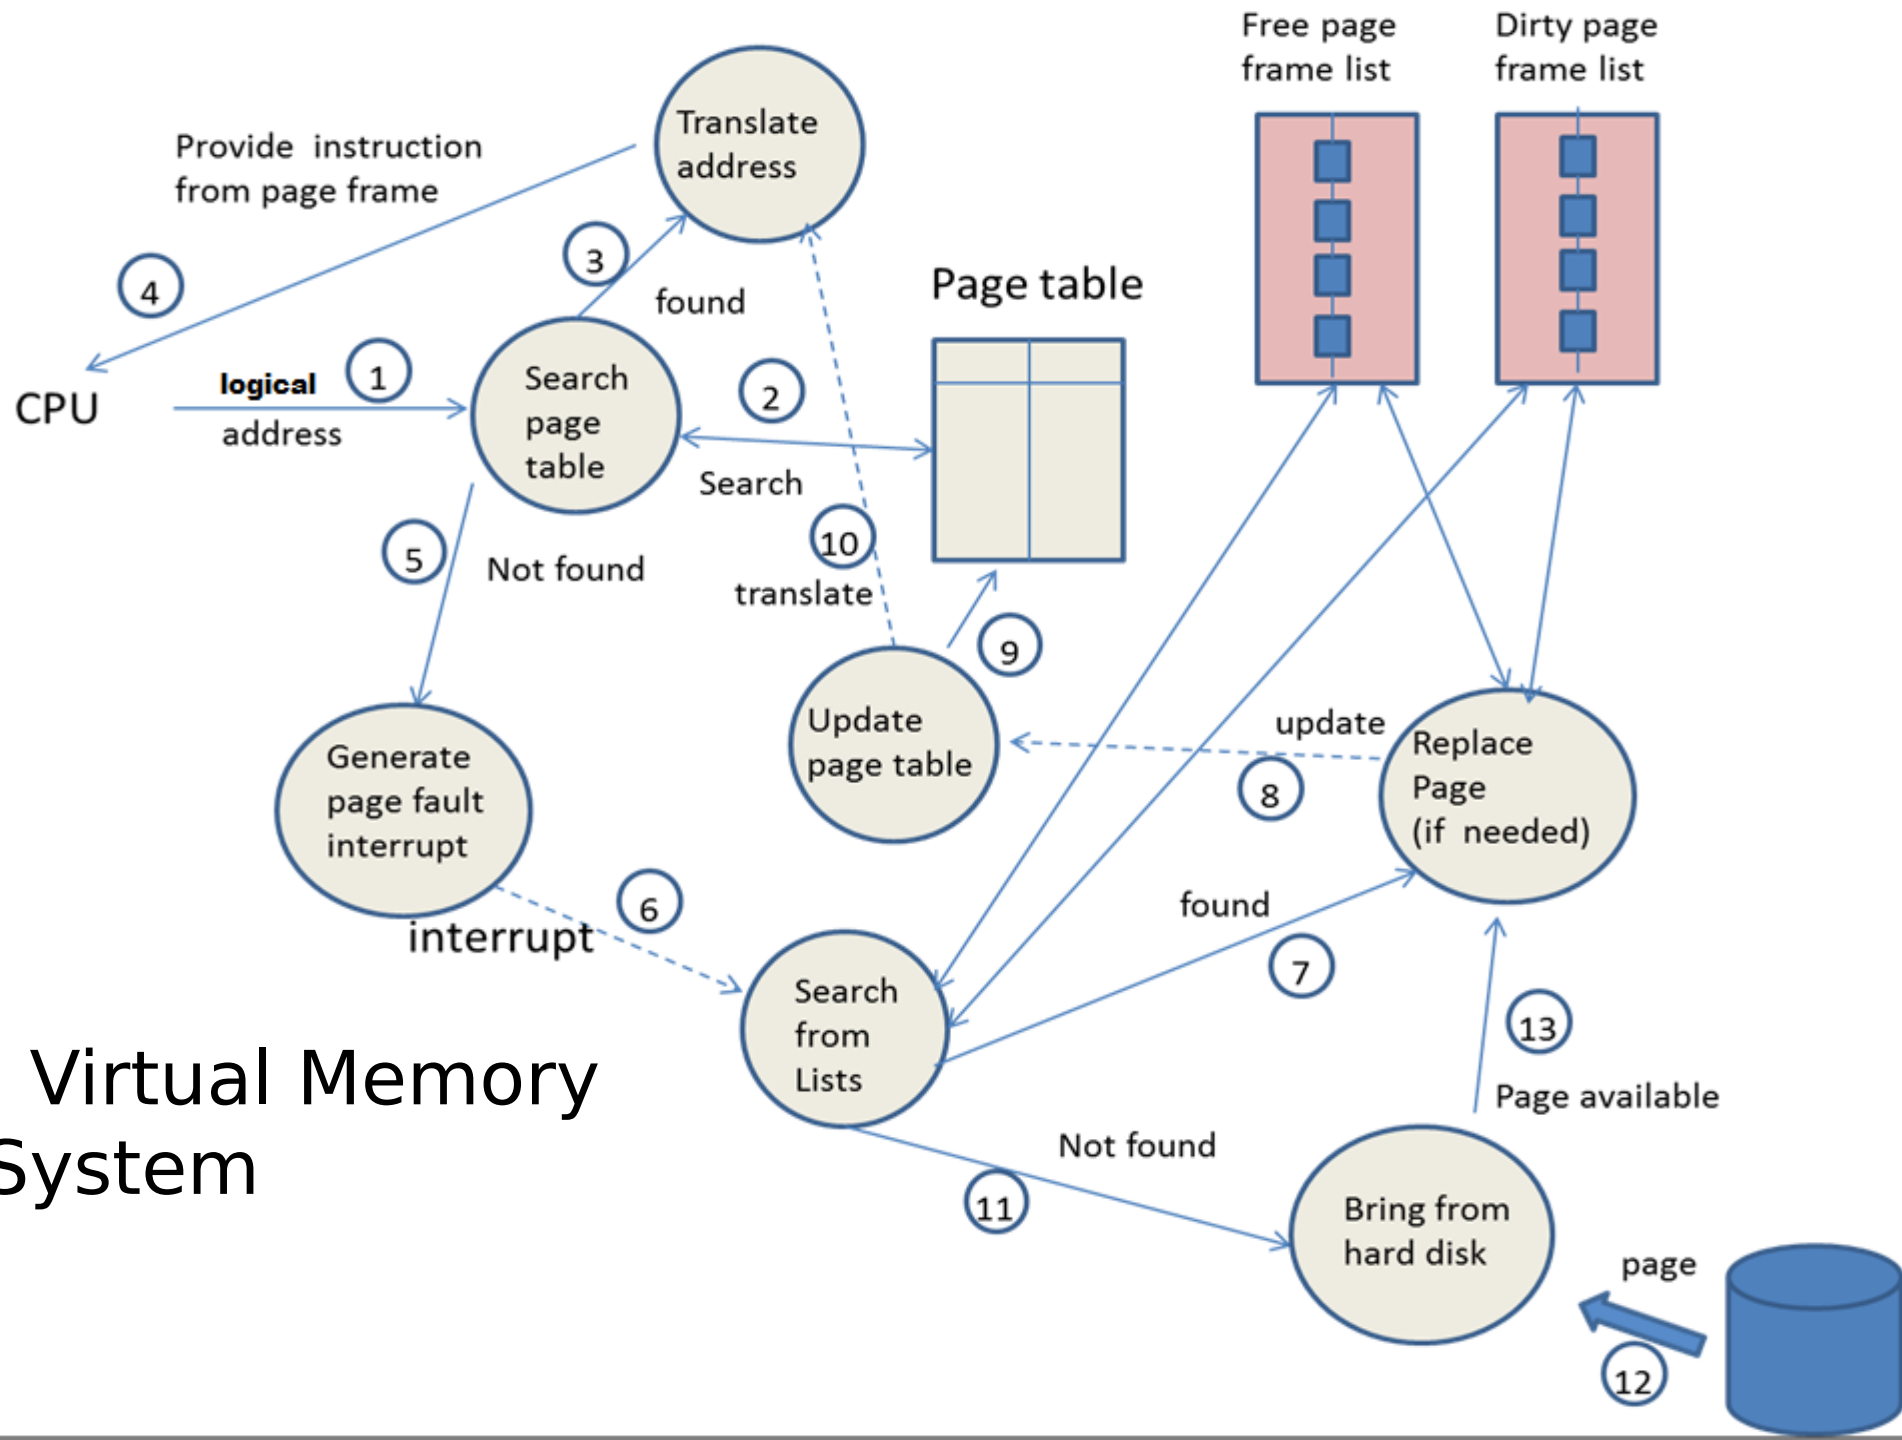 Free page
frame list
Dirty page
frame list
Translate
address
Provide instruction
from page frame
3
4
found
Page table
logical
1
CPU
address
Search
page
table
2
Search
5
Not found
10
translate
9
Generate
page fault
interrupt
Update
page table
update
8
Replace
Page
(if needed)
6
interrupt
found
7
Search
from
Lists
13
Page available
Virtual Memory
System
Not found
11
Bring from
hard disk
page
12